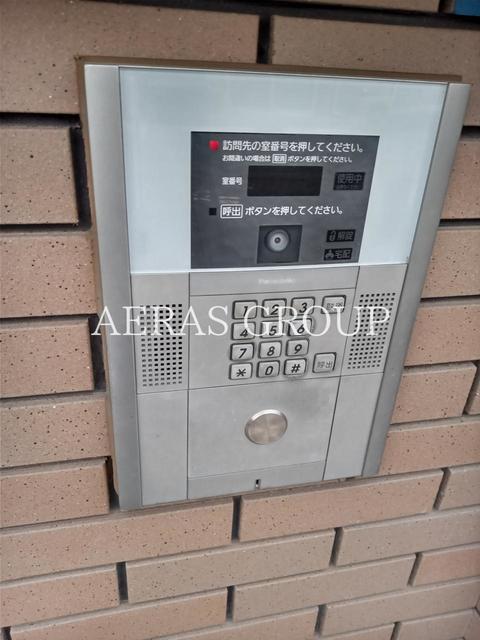 訪問先の室番号を押してください。
お間違いの場合は 取消 ボタンを押してください。
室番号
使用中
呼出 ボタンを押してください。
解錠
宅配
Panasonic
1 2 3 取消
AERAS GROUP
4 5 6
7 8 9
* 0 # 呼出